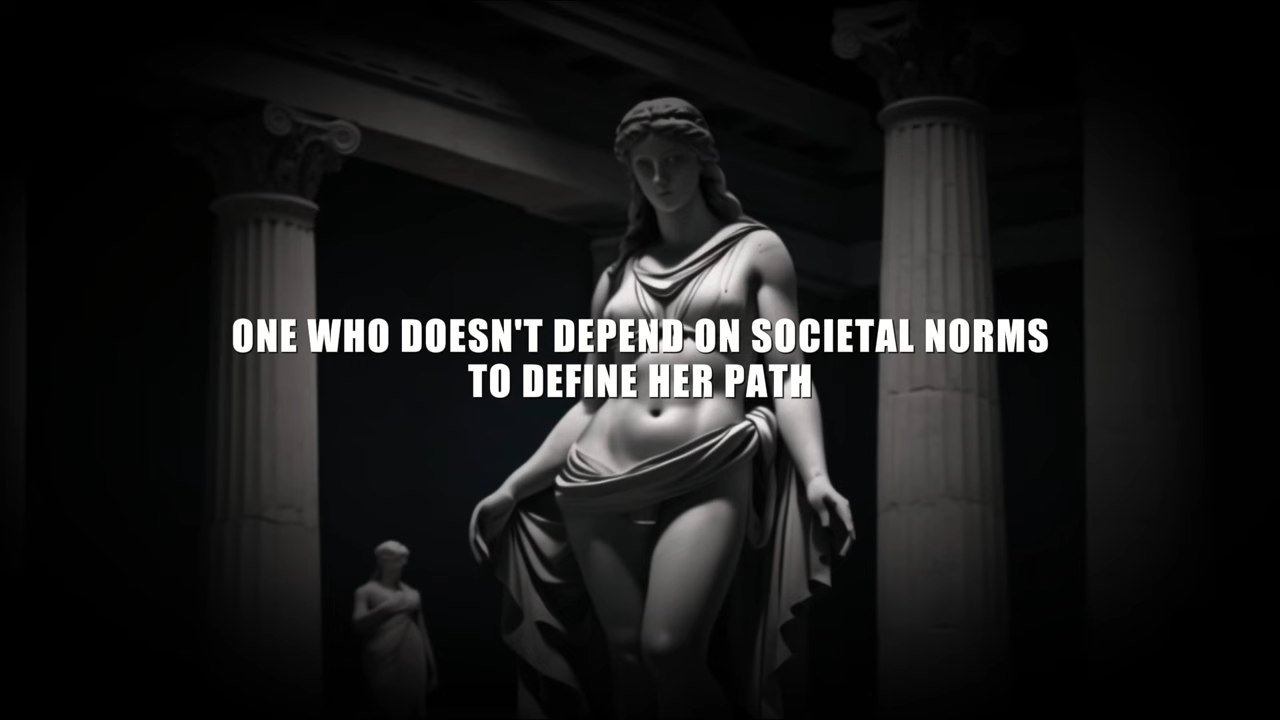 ONE WHO DOESN'T DEPEND ON SOCIETAL NORMS
TO DEFINE HER PATH